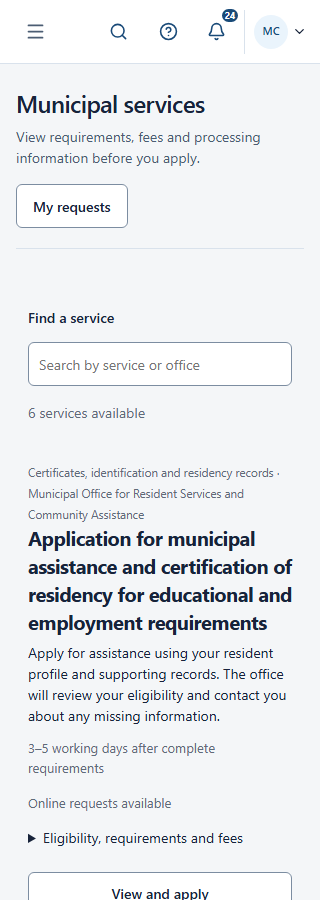 24
MC
Municipal services
View requirements, fees and processing
information before you apply.
My requests
Find a service
Search by service or office
6 services available
Certificates, identification and residency records ·
Municipal Office for Resident Services and
Community Assistance
Application for municipal
assistance and certification of
residency for educational and
employment requirements
Apply for assistance using your resident
profile and supporting records. The office
will review your eligibility and contact you
about any missing information.
3–5 working days after complete
requirements
Online requests available
Eligibility, requirements and fees
View and apply